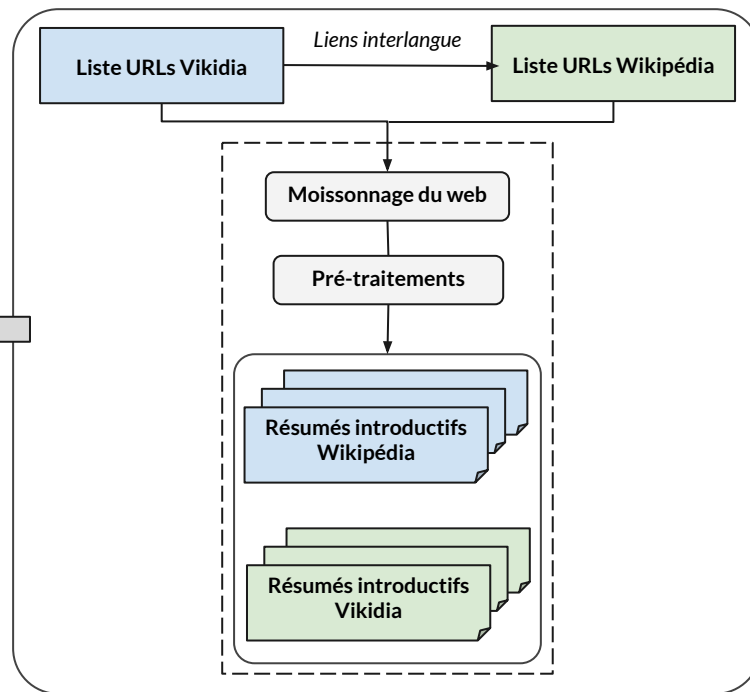 Liens interlangue
Liste URLs Vikidia
Liste URLs Wikipédia
Moissonnage du web
Pré-traitements
Résumés introductifs
Wikipédia
Résumés introductifs
Vikidia